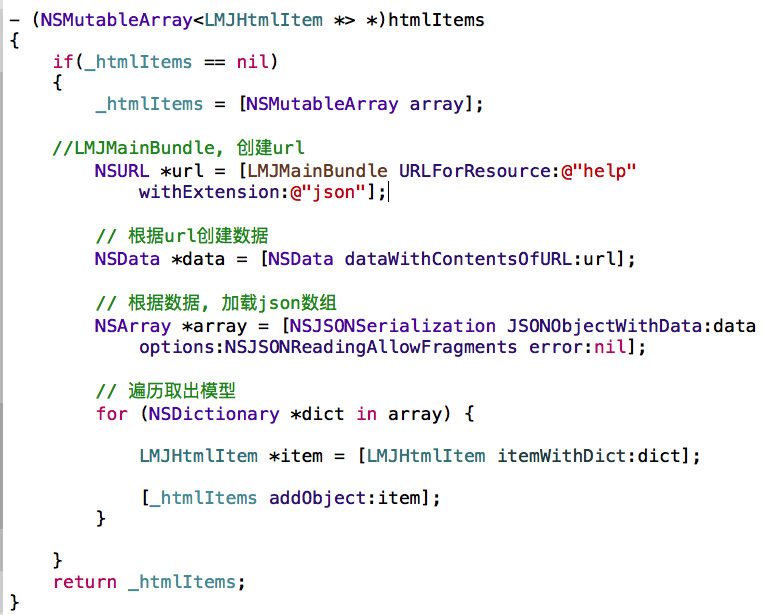 - (NSMutableArray<LMJHtmlItem *> *)htmlItems
{
    if(_htmlItems == nil)
    {
        _htmlItems = [NSMutableArray array];
    //LMJMainBundle, 创建url
        NSURL *url = [LMJMainBundle URLForResource:@"help"
            withExtension:@"json"];
        // 根据url创建数据
        NSData *data = [NSData dataWithContentsOfURL:url];
        // 根据数据, 加载json数组
        NSArray *array = [NSJSONSerialization JSONObjectWithData:data
            options:NSJSONReadingAllowFragments error:nil];
        // 遍历取出模型
        for (NSDictionary *dict in array) {
            LMJHtmlItem *item = [LMJHtmlItem itemWithDict:dict];
            [_htmlItems addObject:item];
        }
    }
    return _htmlItems;
}